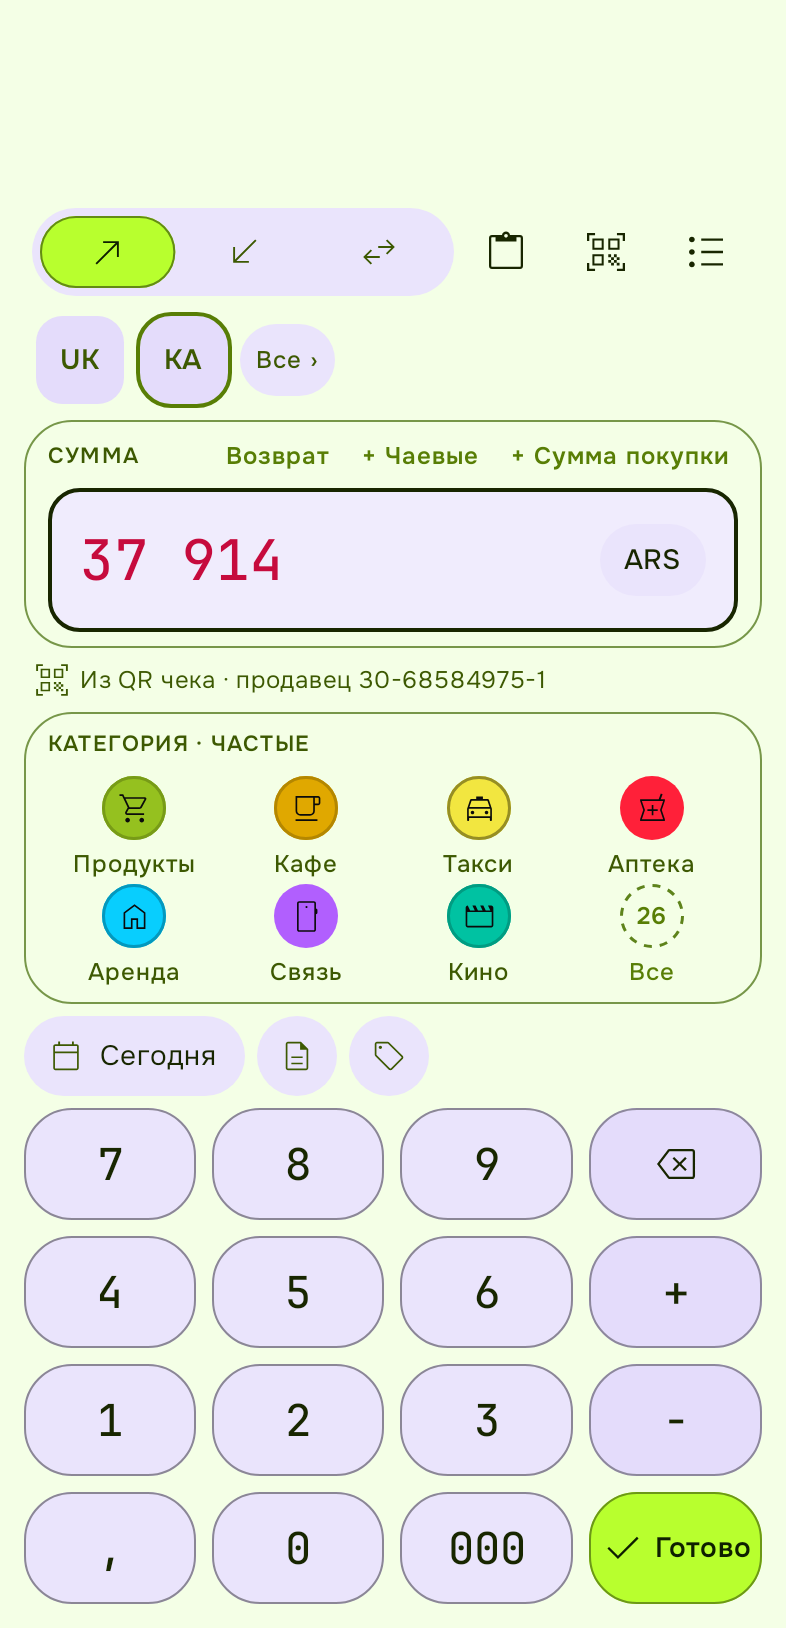 UK KA Все ›
СУММА Возврат + Чаевые + Сумма покупки
37 914 ARS
Из QR чека · продавец 30-68584975-1
КАТЕГОРИЯ · ЧАСТЫЕ
Продукты Кафе Такси Аптека
26
Аренда Связь Кино Все
Сегодня
7 8 9
4 5 6 +
1 2 3 -
, 0 000 Готово